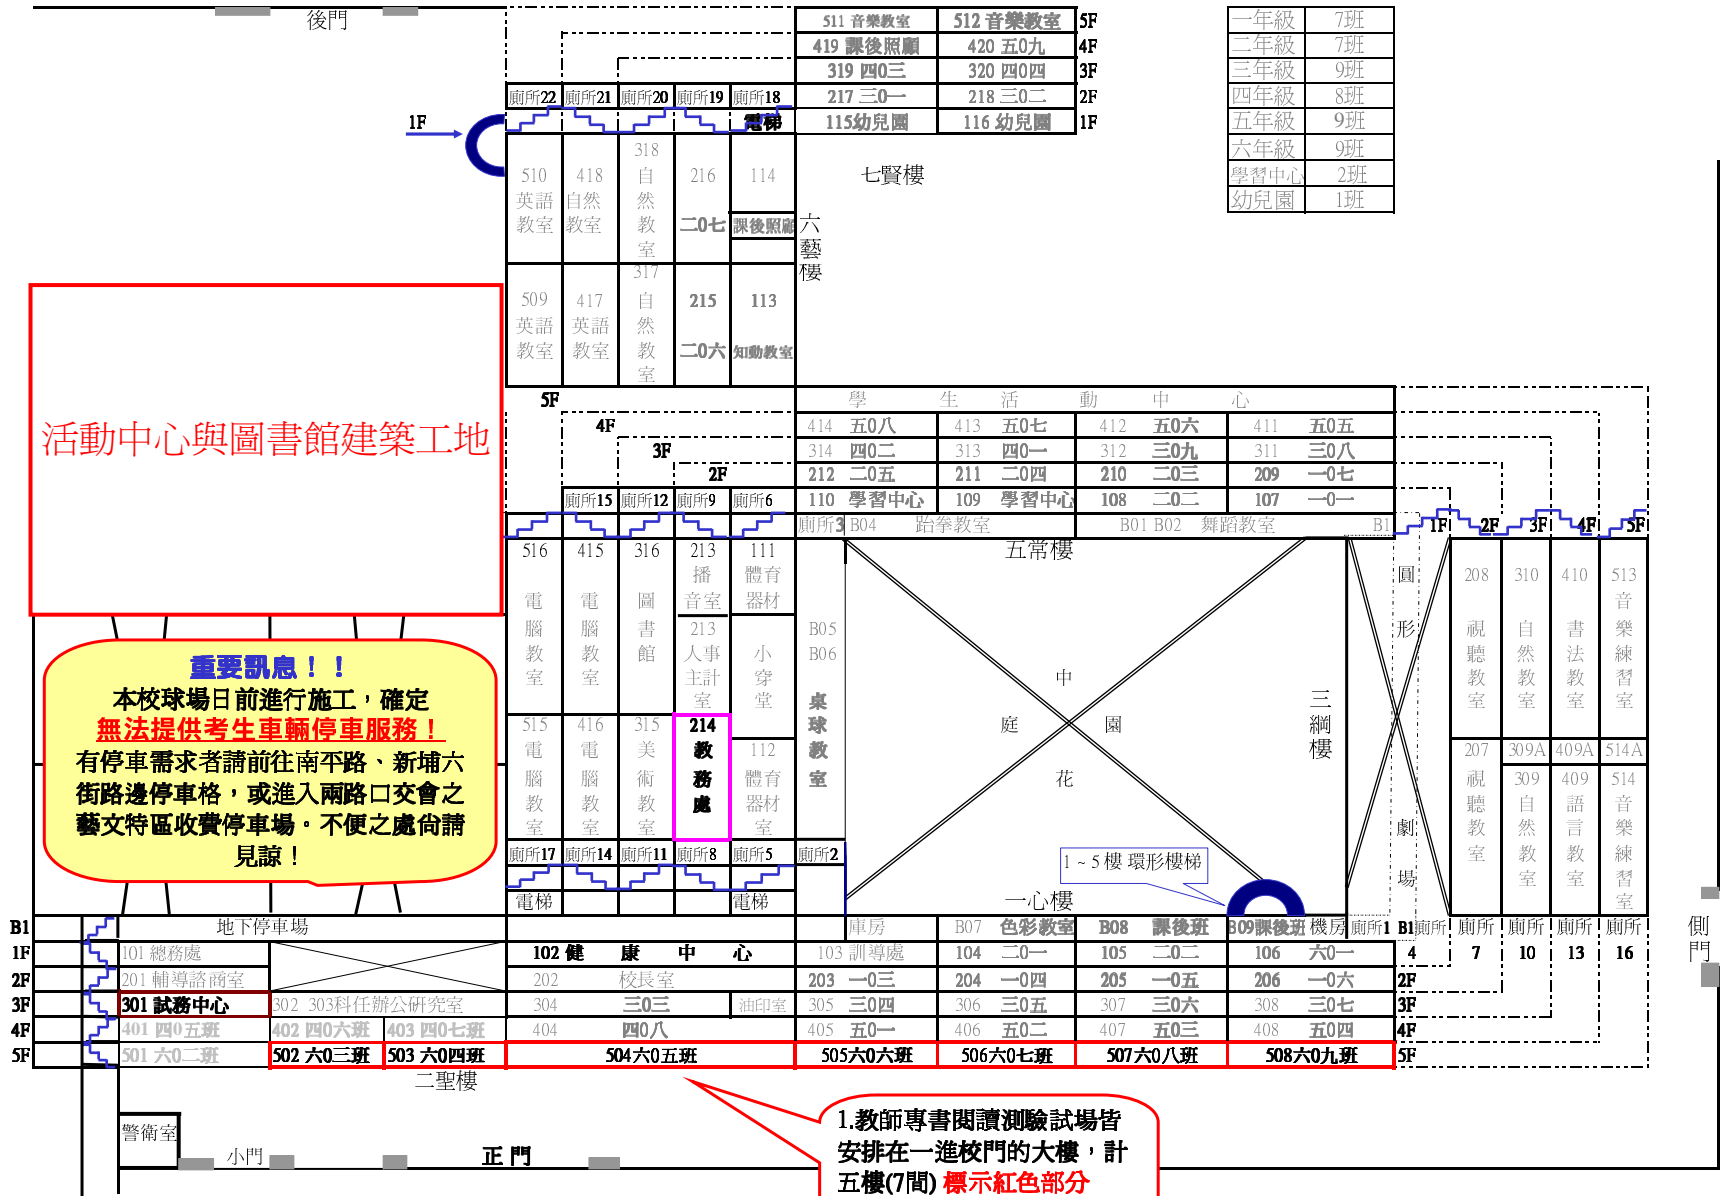 後門
511 音樂教室 512 音樂教室 5F
419 課後照顧 420 五0九 4F
319 四0三 320 四0四 3F
217 三0一 218 三0二 2F
115幼兒園 116 幼兒園 1F
一年級 7班
二年級 7班
三年級 9班
四年級 8班
五年級 9班
六年級 9班
學習中心 2班
幼兒園 1班
廁所22 廁所21 廁所20 廁所19 廁所18
電梯
1F
510 英語教室
418 自然教室
318 自然教室
216 二0七
114 課後照顧
七賢樓
六藝樓
509 英語教室
417 英語教室
317 自然教室
215 二0六
113 知動教室
活動中心與圖書館建築工地
5F
4F
3F
2F
學生活動中心
414 五0八 413 五0七 412 五0六 411 五0五
314 四0二 313 四0一 312 三0九 311 三0八
212 二0五 211 二0四 210 二0三 209 一0七
110 學習中心 109 學習中心 108 二0二 107 一0一
廁所15 廁所12 廁所9 廁所6
廁所3 B04 跆拳教室 B01 B02 舞蹈教室 B1
1F 2F 3F 4F 5F
五常樓
516 電腦教室
415 電腦教室
316 圖書館
213 播音室
213 人事主計室
111 體育器材
小穿堂
B05
B06
桌球教室
中庭花園
三綱樓
圓形劇場
208 視聽教室
310 自然教室
410 書法教室
513 音樂練習室
515 電腦教室
416 電腦教室
315 美術教室
214 教務處
112 體育器材室
207 視聽教室
309A 409A 514A
309 自然教室
409 語言教室
514 音樂練習室
重要訊息！！
本校球場日前進行施工，確定
無法提供考生車輛停車服務！
有停車需求者請前往南平路、新埔六
街路邊停車格，或進入兩路口交會之
藝文特區收費停車場。不便之處尚請
見諒！
廁所17 廁所14 廁所11 廁所8 廁所5 廁所2
電梯 電梯
1 ~ 5 樓 環形樓梯
一心樓
側門
B1 地下停車場 庫房 B07 色彩教室 B08 課後班 B09課後班 機房 廁所1 B1 廁所4 廁所7 廁所10 廁所13 廁所16
1F 101 總務處 102 健康中心 103 訓導處 104 二0一 105 二0二 106 六0一
2F 201 輔導諮商室 202 校長室 203 一0三 204 一0四 205 一0五 206 一0六 2F
3F 301 試務中心 302 303科任辦公研究室 304 三0三 油印室 305 三0四 306 三0五 307 三0六 308 三0七 3F
4F 401 四0五班 402 四0六班 403 四0七班 404 四0八 405 五0一 406 五0二 407 五0三 408 五0四 4F
5F 501 六0二班 502 六0三班 503 六0四班 504六0五班 505六0六班 506六0七班 507六0八班 508六0九班 5F
二聖樓
警衛室
小門
正門
1.教師專書閱讀測驗試場皆
安排在一進校門的大樓，計
五樓(7間) 標示紅色部分